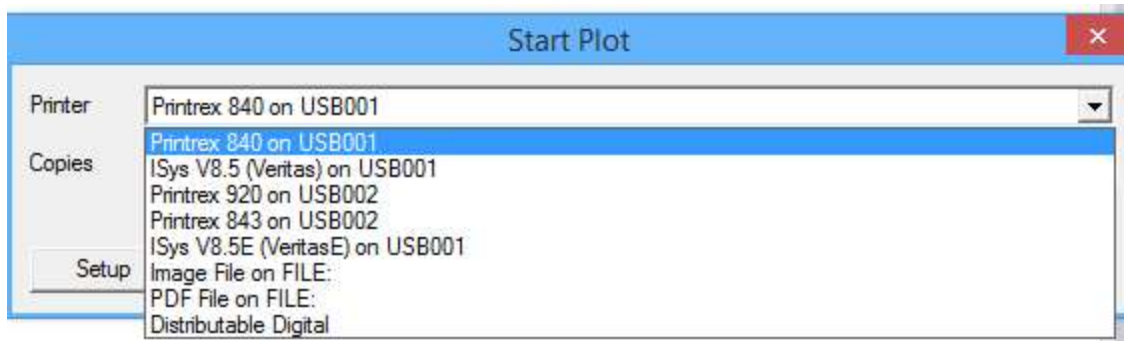 Start Plot
Printer
Printrex 840 on USB001
Printrex 840 on USB001
Copies
ISys V8.5 (Veritas) on USB001
Printrex 920 on USB002
Printrex 843 on USB002
ISys V8.5E (VeritasE) on USB001
Setup
Image File on FILE:
PDF File on FILE:
Distributable Digital